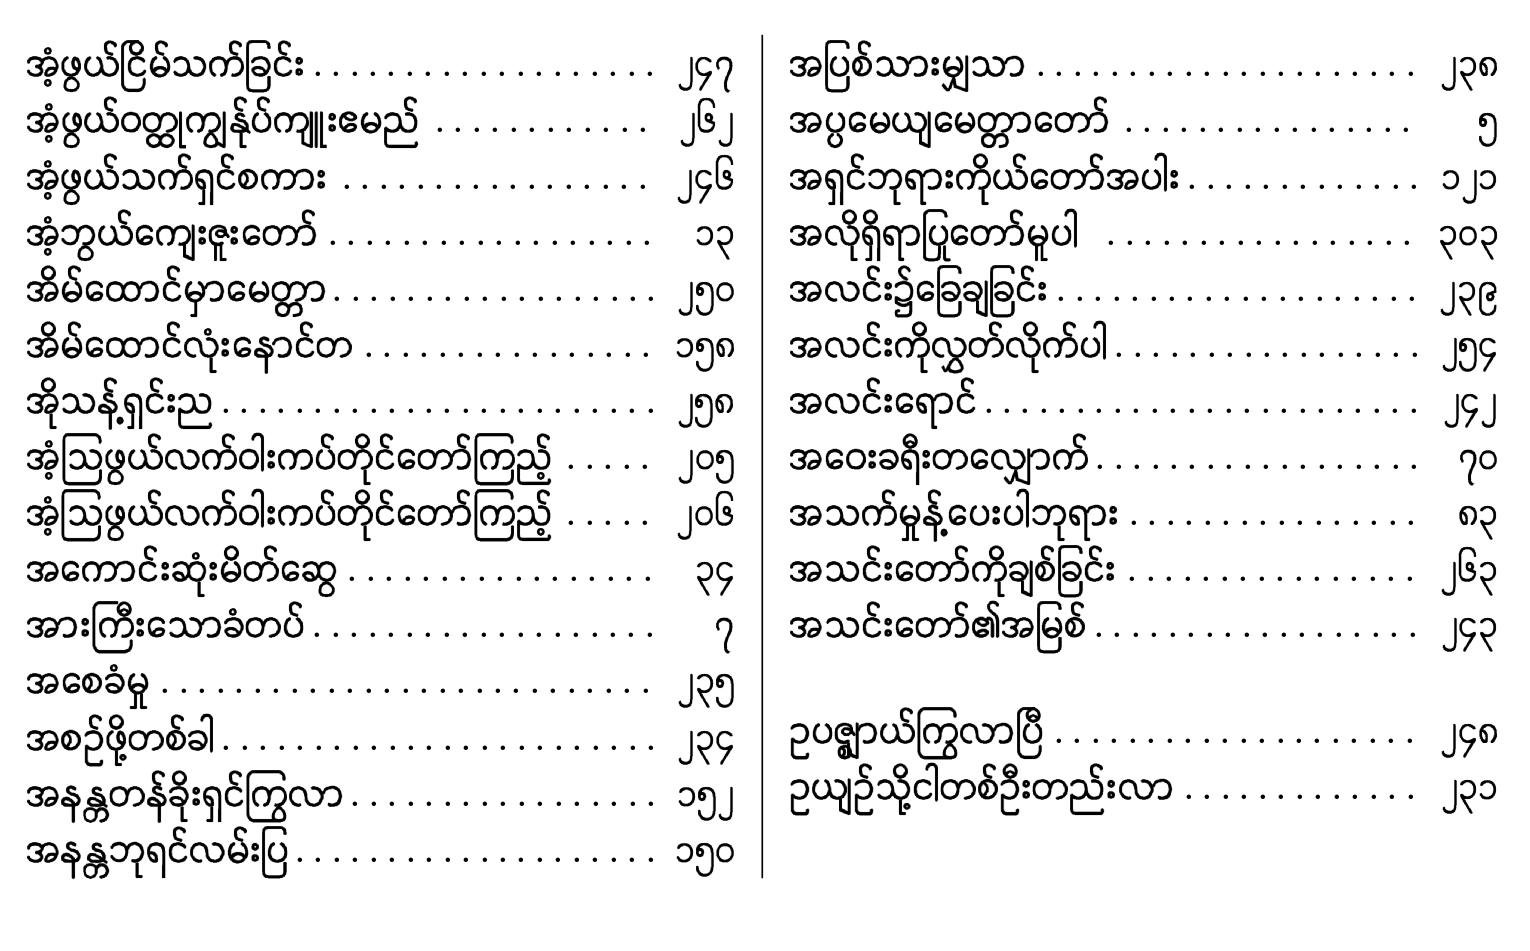 အံ့ဖွယ်ငြိမ်သက်ခြင်း . . . . . . . . . . . . . . . . . . . ၂၄၇
အံ့ဖွယ်ဝတ္ထုကျွန်ုပ်ကျူးဧမည် . . . . . . . . . . . . ၂၆၂
အံ့ဖွယ်သက်ရှင်စကား . . . . . . . . . . . . . . . . . ၂၄၆
အံ့ဘွယ်ကျေးဇူးတော် . . . . . . . . . . . . . . . . . . ၁၃
အိမ်ထောင်မှာမေတ္တာ . . . . . . . . . . . . . . . . . . ၂၅၀
အိမ်ထောင်လုံးနှောင်တ . . . . . . . . . . . . . . . . ၁၅၈
အိုသန့်ရှင်းည . . . . . . . . . . . . . . . . . . . . . . . . ၂၅၈
အံ့ဩဖွယ်လက်ဝါးကပ်တိုင်တော်ကြည့် . . . . . ၂၀၅
အံ့ဩဖွယ်လက်ဝါးကပ်တိုင်တော်ကြည့် . . . . . ၂၀၆
အကောင်းဆုံးမိတ်ဆွေ . . . . . . . . . . . . . . . . . ၃၄
အားကြီးသောခံတပ် . . . . . . . . . . . . . . . . . . . ၇
အစေခံမှု . . . . . . . . . . . . . . . . . . . . . . . . . . . ၂၃၅
အစဉ်ဖို့တစ်ခါ . . . . . . . . . . . . . . . . . . . . . . . . ၂၃၄
အနန္တတန်ခိုးရှင်ကြွလာ . . . . . . . . . . . . . . . . . ၁၅၂
အနန္တဘုရင်လမ်းပြ . . . . . . . . . . . . . . . . . . . . ၁၅၀
အပြစ်သားမျှသာ . . . . . . . . . . . . . . . . . . . . . ၂၃၈
အပ္ပမေယျမေတ္တာတော် . . . . . . . . . . . . . . . . ၅
အရှင်ဘုရားကိုယ်တော်အပါး . . . . . . . . . . . . . ၁၂၁
အလိုရှိရာပြုတော်မူပါ . . . . . . . . . . . . . . . . . ၃၀၃
အလင်း၌ခြေချခြင်း . . . . . . . . . . . . . . . . . . . . ၂၃၉
အလင်းကိုလွှတ်လိုက်ပါ . . . . . . . . . . . . . . . . . ၂၅၄
အလင်းရောင် . . . . . . . . . . . . . . . . . . . . . . . . ၂၄၂
အဝေးခရီးတလျှောက် . . . . . . . . . . . . . . . . . . ၇၀
အသက်မှုန့်ပေးပါဘုရား . . . . . . . . . . . . . . . . ၈၃
အသင်းတော်ကိုချစ်ခြင်း . . . . . . . . . . . . . . . . ၂၆၃
အသင်းတော်၏အမြစ် . . . . . . . . . . . . . . . . . . ၂၄၃
ဥပဇ္ဈာယ်ကြွလာပြီ . . . . . . . . . . . . . . . . . . . . ၂၄၈
ဥယျဉ်သို့ငါတစ်ဦးတည်းလာ . . . . . . . . . . . . . ၂၃၁